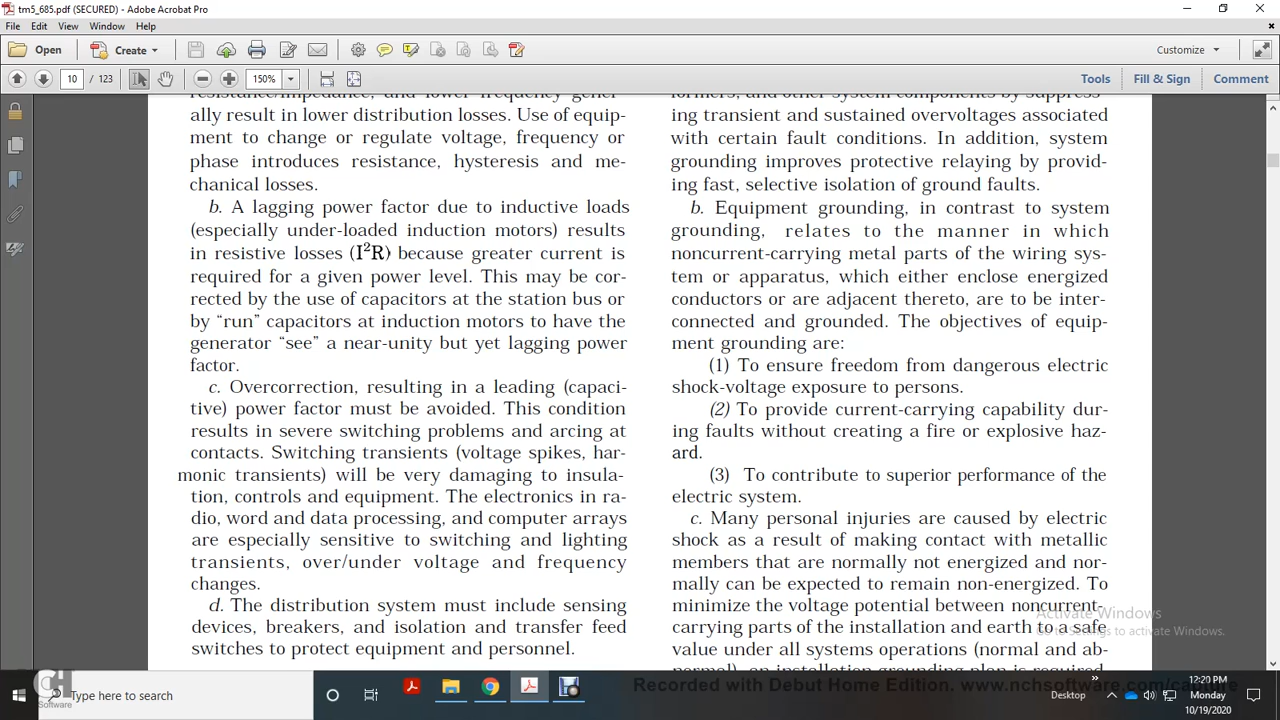 tm5_685.pdf (SECURED) - Adobe Acrobat Pro
File Edit View Window Help
Open Create Customize
10 / 123 150% Tools Fill & Sign Comment
resistance/impedance, and lower frequency gener-
ally result in lower distribution losses. Use of equip-
ment to change or regulate voltage, frequency or
phase introduces resistance, hysteresis and me-
chanical losses.
b. A lagging power factor due to inductive loads
(especially under-loaded induction motors) results
in resistive losses (I²R) because greater current is
required for a given power level. This may be cor-
rected by the use of capacitors at the station bus or
by “run” capacitors at induction motors to have the
generator “see” a near-unity but yet lagging power
factor.
c. Overcorrection, resulting in a leading (capaci-
tive) power factor must be avoided. This condition
results in severe switching problems and arcing at
contacts. Switching transients (voltage spikes, har-
monic transients) will be very damaging to insula-
tion, controls and equipment. The electronics in ra-
dio, word and data processing, and computer arrays
are especially sensitive to switching and lighting
transients, over/under voltage and frequency
changes.
d. The distribution system must include sensing
devices, breakers, and isolation and transfer feed
switches to protect equipment and personnel.
formers, and other system components by suppress-
ing transient and sustained overvoltages associated
with certain fault conditions. In addition, system
grounding improves protective relaying by provid-
ing fast, selective isolation of ground faults.
b. Equipment grounding, in contrast to system
grounding, relates to the manner in which
noncurrent-carrying metal parts of the wiring sys-
tem or apparatus, which either enclose energized
conductors or are adjacent thereto, are to be inter-
connected and grounded. The objectives of equip-
ment grounding are:
(1) To ensure freedom from dangerous electric
shock-voltage exposure to persons.
(2) To provide current-carrying capability dur-
ing faults without creating a fire or explosive haz-
ard.
(3) To contribute to superior performance of the
electric system.
c. Many personal injuries are caused by electric
shock as a result of making contact with metallic
members that are normally not energized and nor-
mally can be expected to remain non-energized. To
minimize the voltage potential between noncurrent-
carrying parts of the installation and earth to a safe
value under all systems operations (normal and ab-
normal), an installation grounding plan is required.
Activate Windows
Go to Settings to activate Windows.
Recorded with Debut Home Edition. www.nchsoftware.com/capture
CH
Software
Type here to search
Desktop
12:20 PM
Monday
10/19/2020